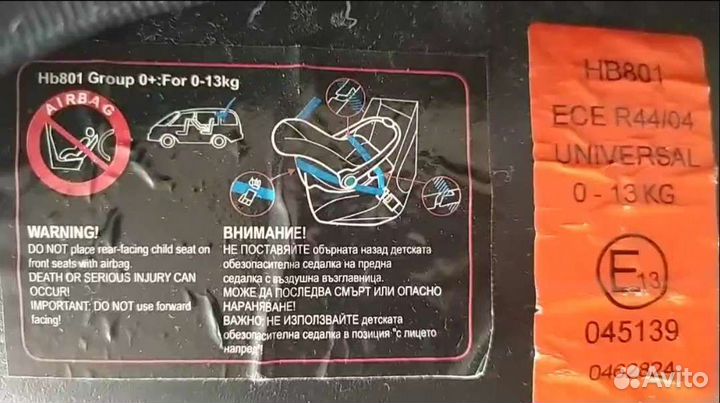 Hb801 Group 0+:For 0-13kg
AIRBAG
WARNING!
DO NOT place rear-facing child seat on
front seats with airbag.
DEATH OR SERIOUS INJURY CAN
OCCUR!
IMPORTANT: DO NOT use forward
facing!
ВНИМАНИЕ!
НЕ ПОСТАВЯЙТЕ обърната назад детската
обезопасителна седалка на предна
седалка с въздушна възглавница.
МОЖЕ ДА ПОСЛЕДВА СМЪРТ ИЛИ ОПАСНО
НАРАНЯВАНЕ!
ВАЖНО: НЕ ИЗПОЛЗВАЙТЕ детската
обезопасителна седалка в позиция "с лицето
напред"!
HB801
ECE R44/04
UNIVERSAL
0 - 13 KG
E 13
045139
Avito